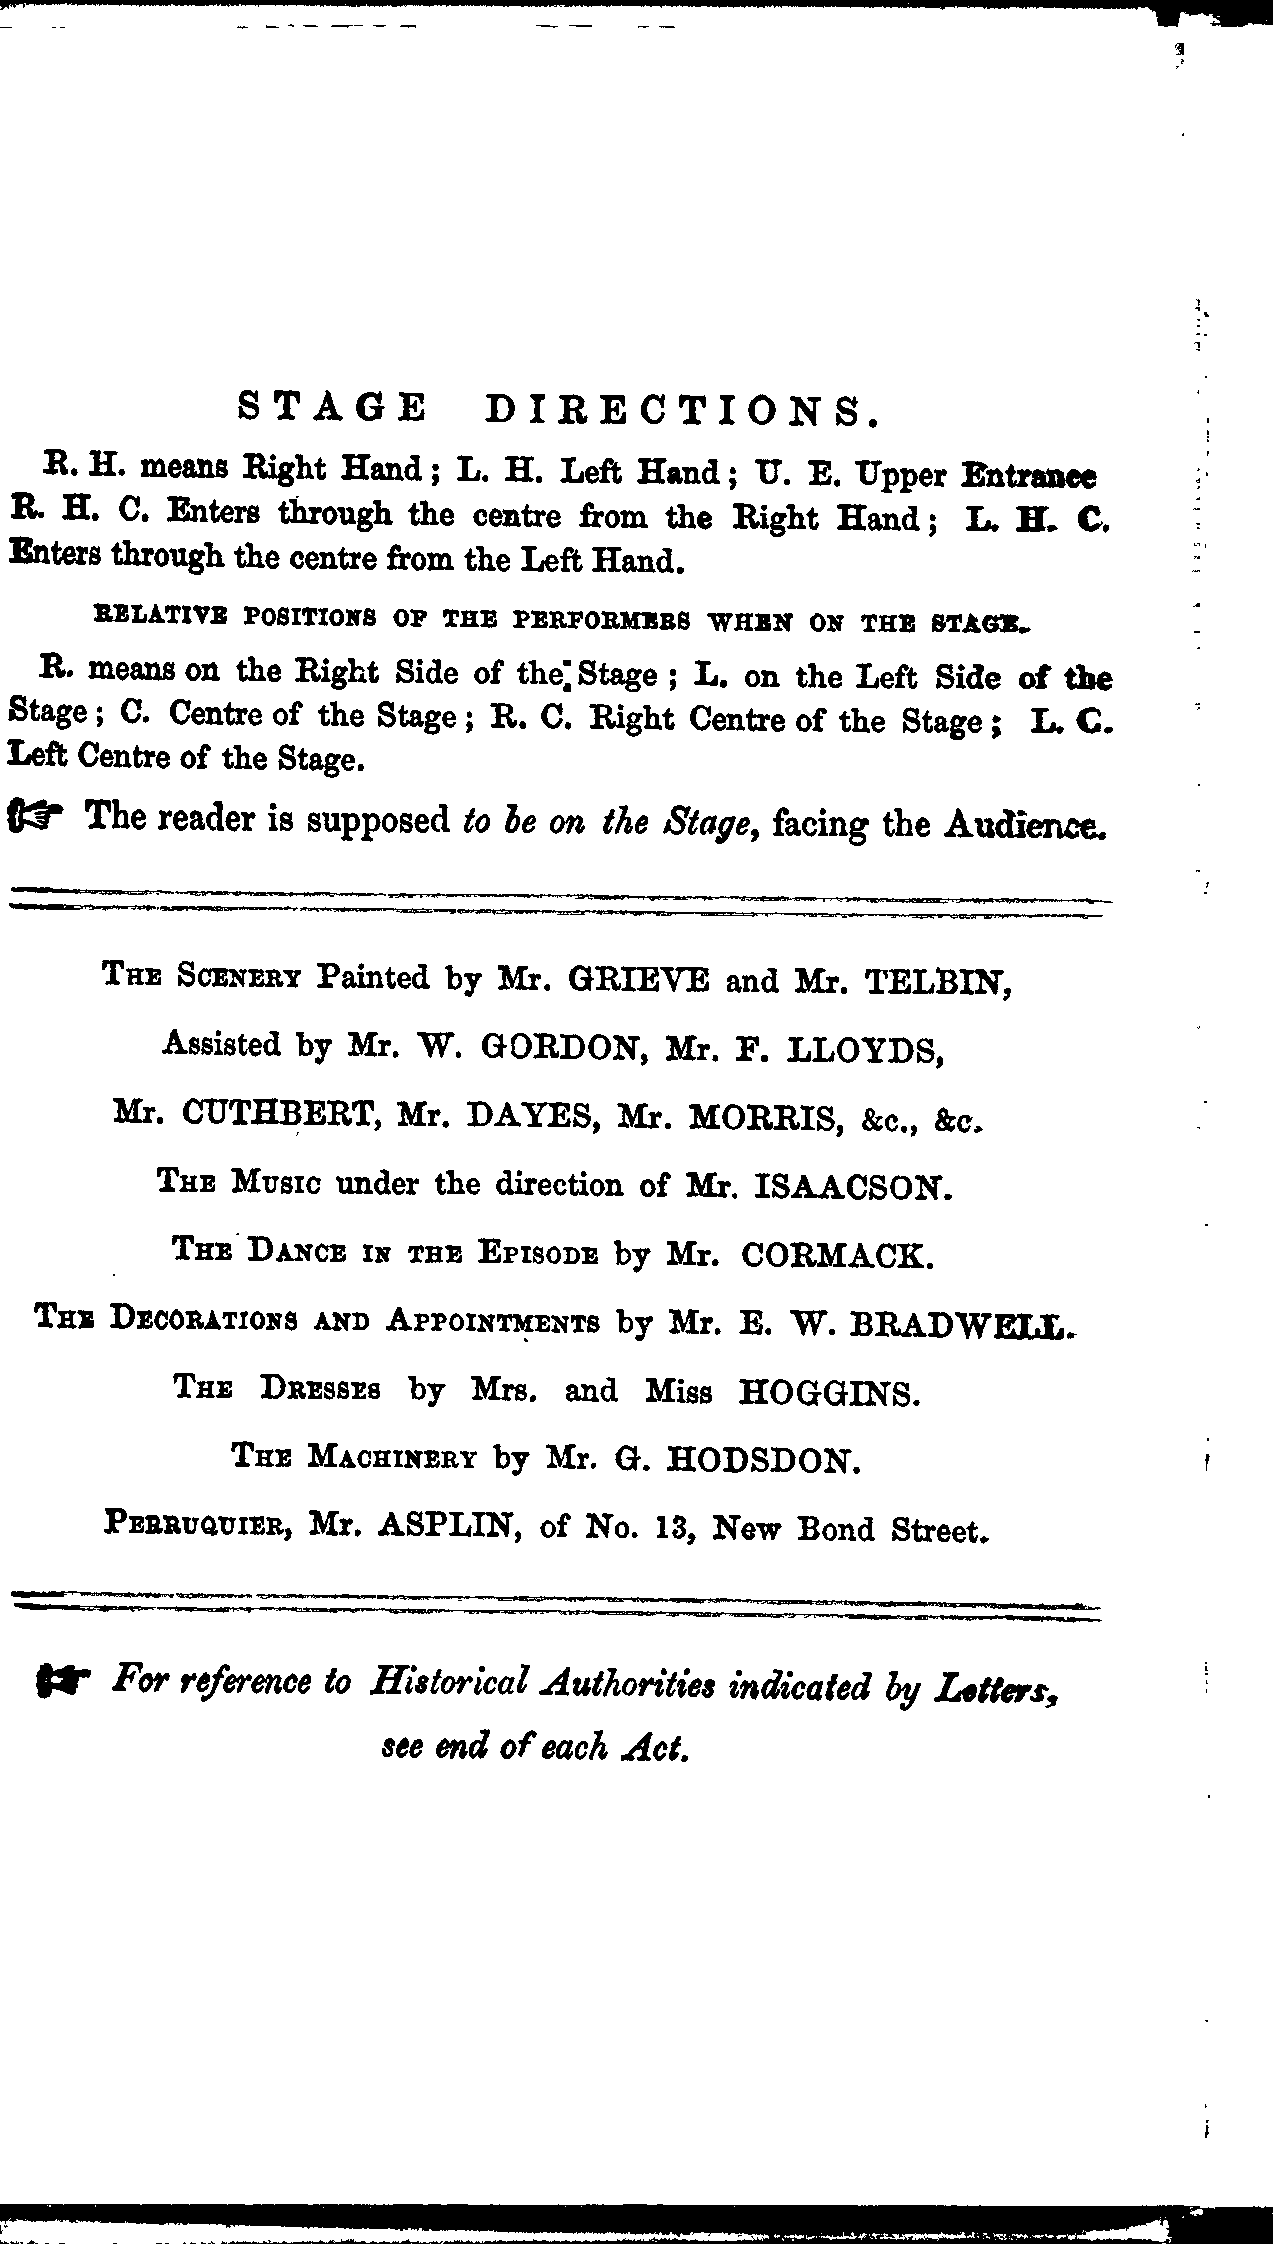 STAGE DIRECTIONS.
R. H. means Right Hand; L. H. Left Hand; U. E. Upper Entrance
R. H. C. Enters through the centre from the Right Hand; L. H. C.
Enters through the centre from the Left Hand.
RELATIVE POSITIONS OF THE PERFORMERS WHEN ON THE STAGE.
R. means on the Right Side of the Stage; L. on the Left Side of the
Stage; C. Centre of the Stage; R. C. Right Centre of the Stage; L. C.
Left Centre of the Stage.
☞ The reader is supposed to be on the Stage, facing the Audience.
THE SCENERY Painted by Mr. GRIEVE and Mr. TELBIN,
Assisted by Mr. W. GORDON, Mr. F. LLOYDS,
Mr. CUTHBERT, Mr. DAYES, Mr. MORRIS, &c., &c.
THE MUSIC under the direction of Mr. ISAACSON.
THE DANCE IN THE EPISODE by Mr. CORMACK.
THE DECORATIONS AND APPOINTMENTS by Mr. E. W. BRADWELL.
THE DRESSES by Mrs. and Miss HOGGINS.
THE MACHINERY by Mr. G. HODSDON.
PERRUQUIER, Mr. ASPLIN, of No. 13, New Bond Street.
☞ For reference to Historical Authorities indicated by Letters,
see end of each Act.